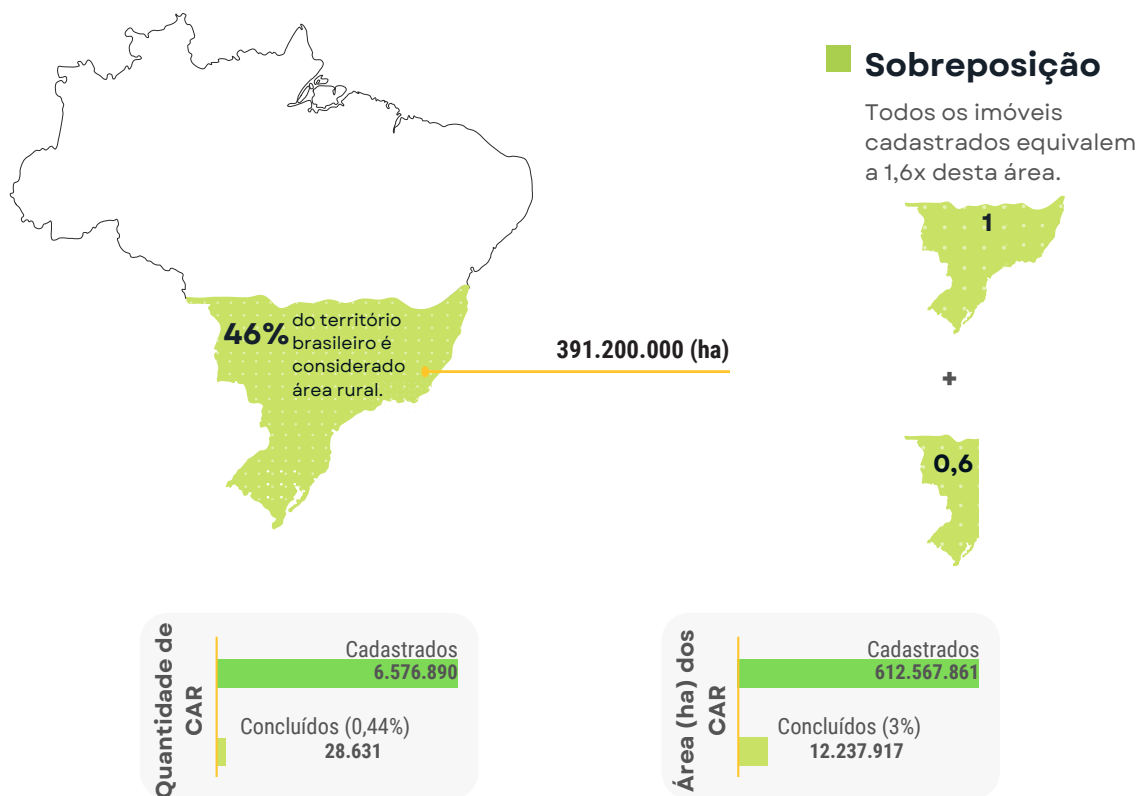 Sobreposição
Todos os imóveis
cadastrados equivalem
a 1,6x desta área.
1
+
0,6
46%
do território
brasileiro é
considerado
área rural.
391.200.000 (ha)
Quantidade de
CAR
Cadastrados
6.576.890
Concluídos (0,44%)
28.631
Área (ha) dos
CAR
Cadastrados
612.567.861
Concluídos (3%)
12.237.917